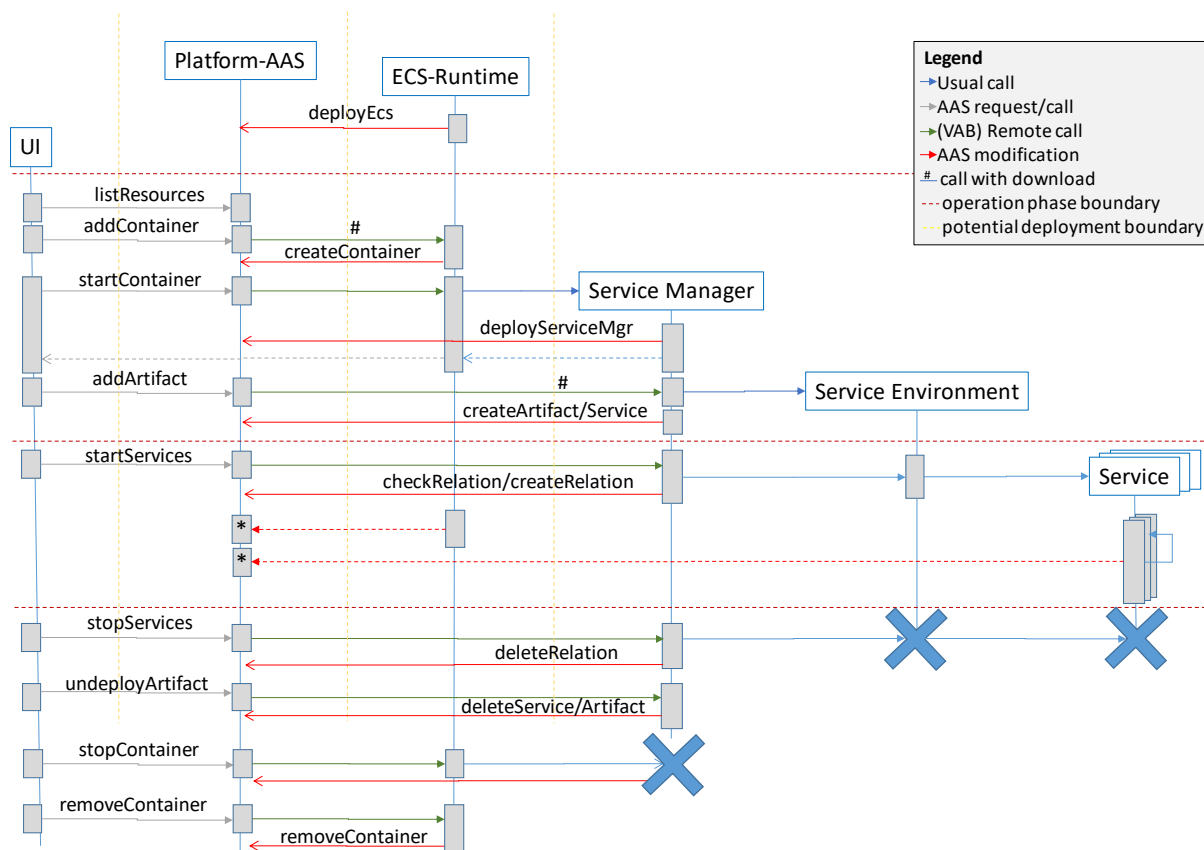 Platform-AAS
ECS-Runtime
Legend
Usual call
AAS request/call
(VAB) Remote call
AAS modification
# call with download
operation phase boundary
potential deployment boundary
deployEcs
UI
listResources
addContainer
#
createContainer
startContainer
Service Manager
deployServiceMgr
addArtifact
#
Service Environment
createArtifact/Service
startServices
checkRelation/createRelation
Service
*
*
stopServices
deleteRelation
undeployArtifact
deleteService/Artifact
stopContainer
removeContainer
removeContainer